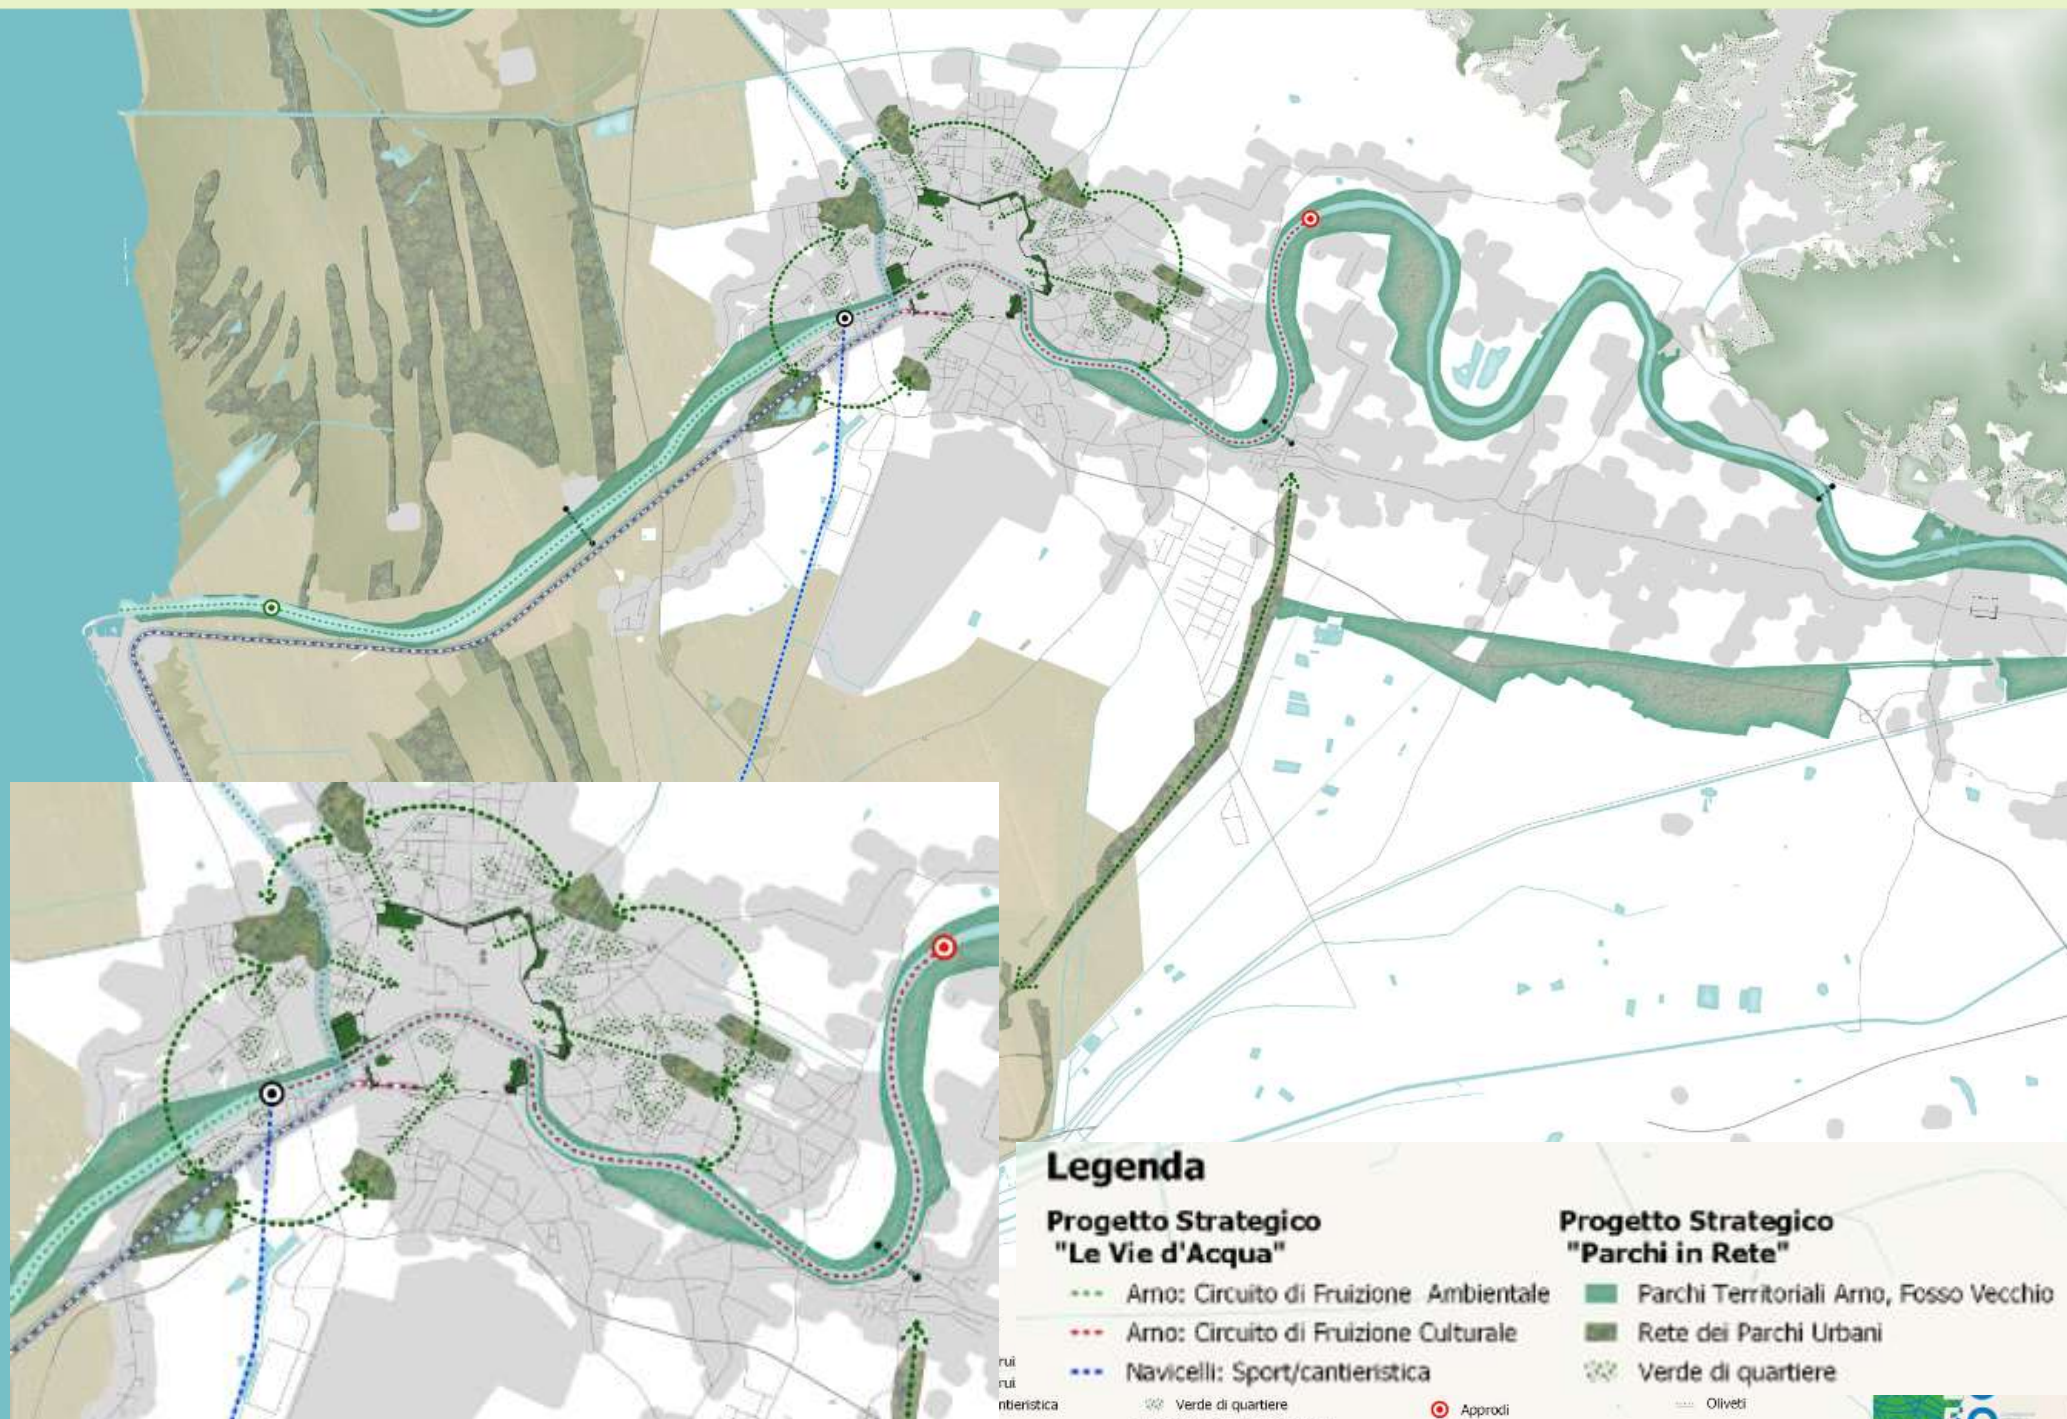 Legenda
Progetto Strategico
"Le Vie d'Acqua"
Arno: Circuito di Fruizione Ambientale
Arno: Circuito di Fruizione Culturale
Navicelli: Sport/cantieristica
Progetto Strategico
"Parchi in Rete"
Parchi Territoriali Arno, Fosso Vecchio
Rete dei Parchi Urbani
Verde di quartiere
rui
rui
ntieristica
Verde di quartiere
Approdi
Oliveti